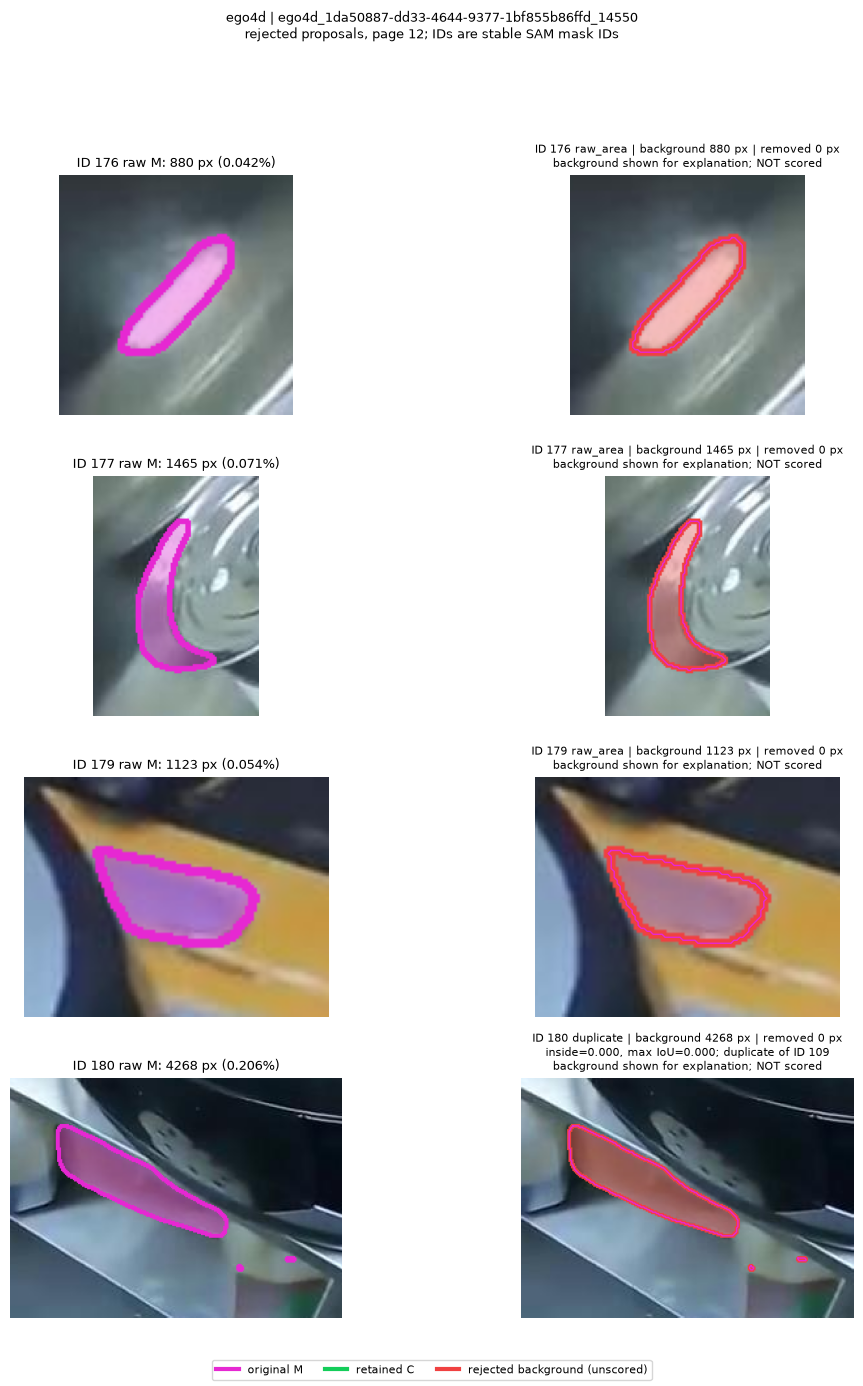 ego4d | ego4d_1da50887-dd33-4644-9377-1bf855b86ffd_14550
rejected proposals, page 12; IDs are stable SAM mask IDs
ID 176 raw M: 880 px (0.042%)
ID 176 raw_area | background 880 px | removed 0 px
background shown for explanation; NOT scored
ID 177 raw M: 1465 px (0.071%)
ID 177 raw_area | background 1465 px | removed 0 px
background shown for explanation; NOT scored
ID 179 raw M: 1123 px (0.054%)
ID 179 raw_area | background 1123 px | removed 0 px
background shown for explanation; NOT scored
ID 180 raw M: 4268 px (0.206%)
ID 180 duplicate | background 4268 px | removed 0 px
inside=0.000, max IoU=0.000; duplicate of ID 109
background shown for explanation; NOT scored
original M
retained C
rejected background (unscored)